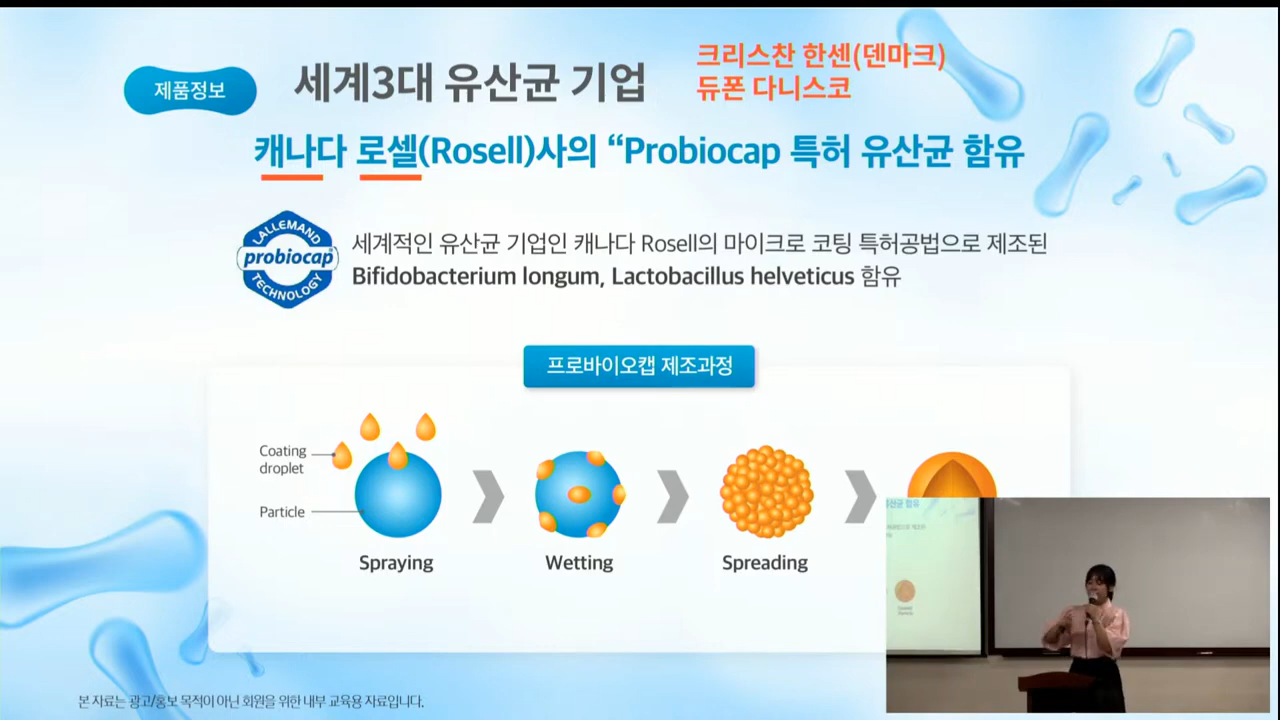 제품정보
세계3대 유산균 기업
크리스찬 한센(덴마크)
듀폰 다니스코
캐나다 로셀(Rosell)사의 “Probiocap 특허 유산균 함유
LALLEMAND
probiocap®
TECHNOLOGY
세계적인 유산균 기업인 캐나다 Rosell의 마이크로 코팅 특허공법으로 제조된
Bifidobacterium longum, Lactobacillus helveticus 함유
프로바이오캡 제조과정
Coating
droplet
Particle
Spraying
Wetting
Spreading
본 자료는 광고/홍보 목적이 아닌 회원을 위한 내부 교육용 자료입니다.